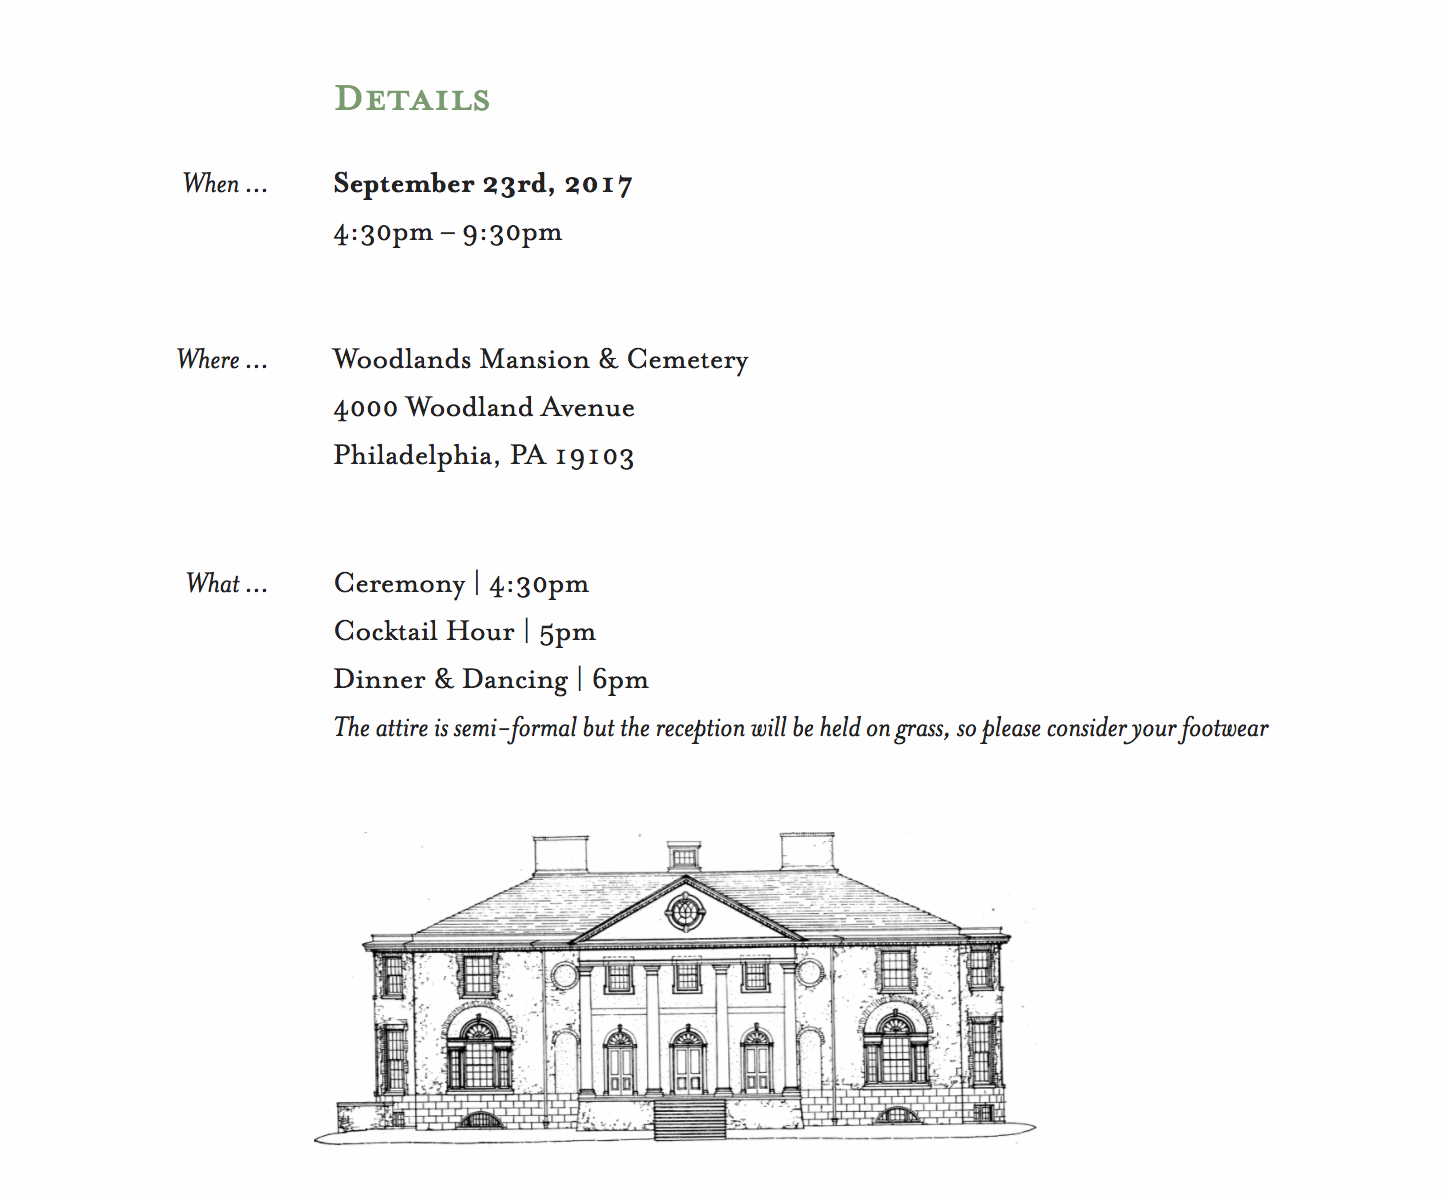 Details
When ... September 23rd, 2017
4:30pm – 9:30pm
Where ... Woodlands Mansion & Cemetery
4000 Woodland Avenue
Philadelphia, PA 19103
What ... Ceremony | 4:30pm
Cocktail Hour | 5pm
Dinner & Dancing | 6pm
The attire is semi-formal but the reception will be held on grass, so please consider your footwear